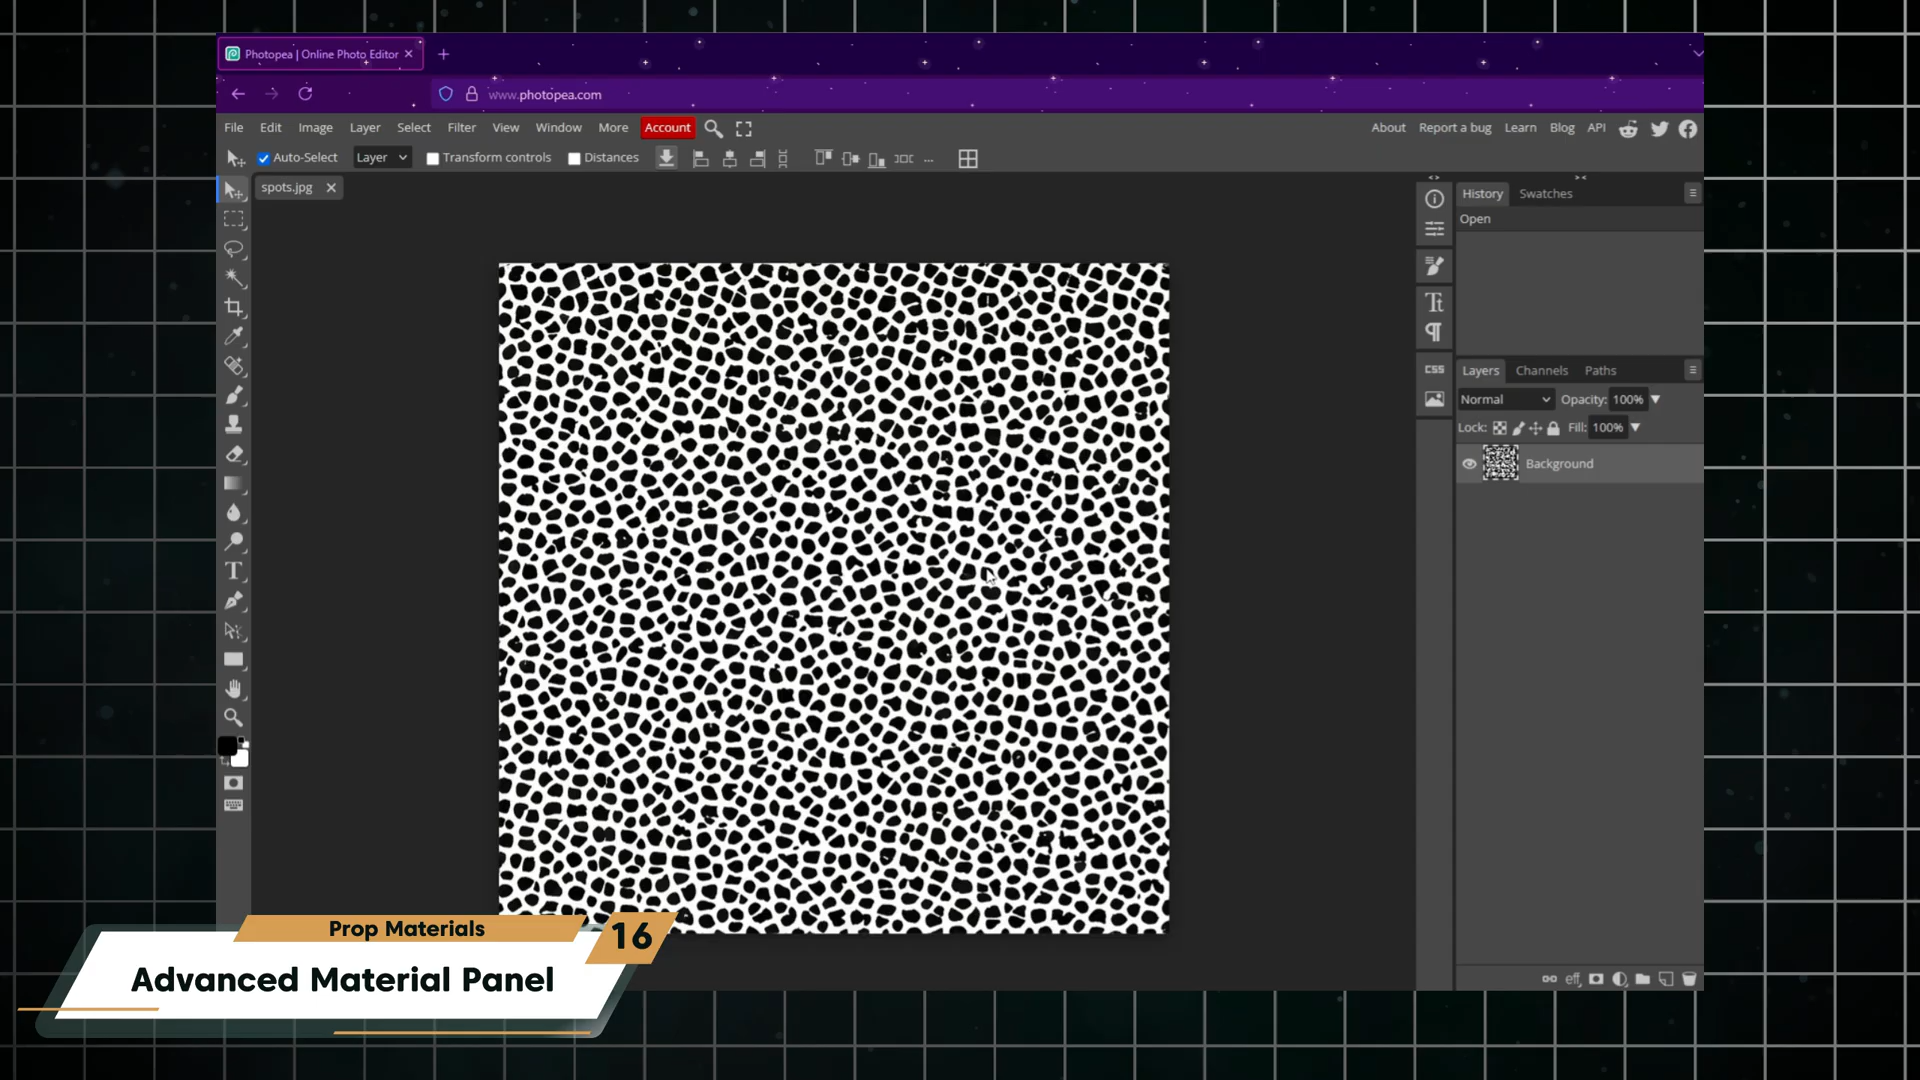 Photopea | Online Photo Editor
www.photopea.com
File Edit Image Layer Select Filter View Window More Account
About Report a bug Learn Blog API
Auto-Select Layer Transform controls Distances
spots.jpg
History Swatches
Open
CSS
Layers Channels Paths
Normal Opacity: 100%
Lock: Fill: 100%
Background
eff
Prop Materials
16
Advanced Material Panel